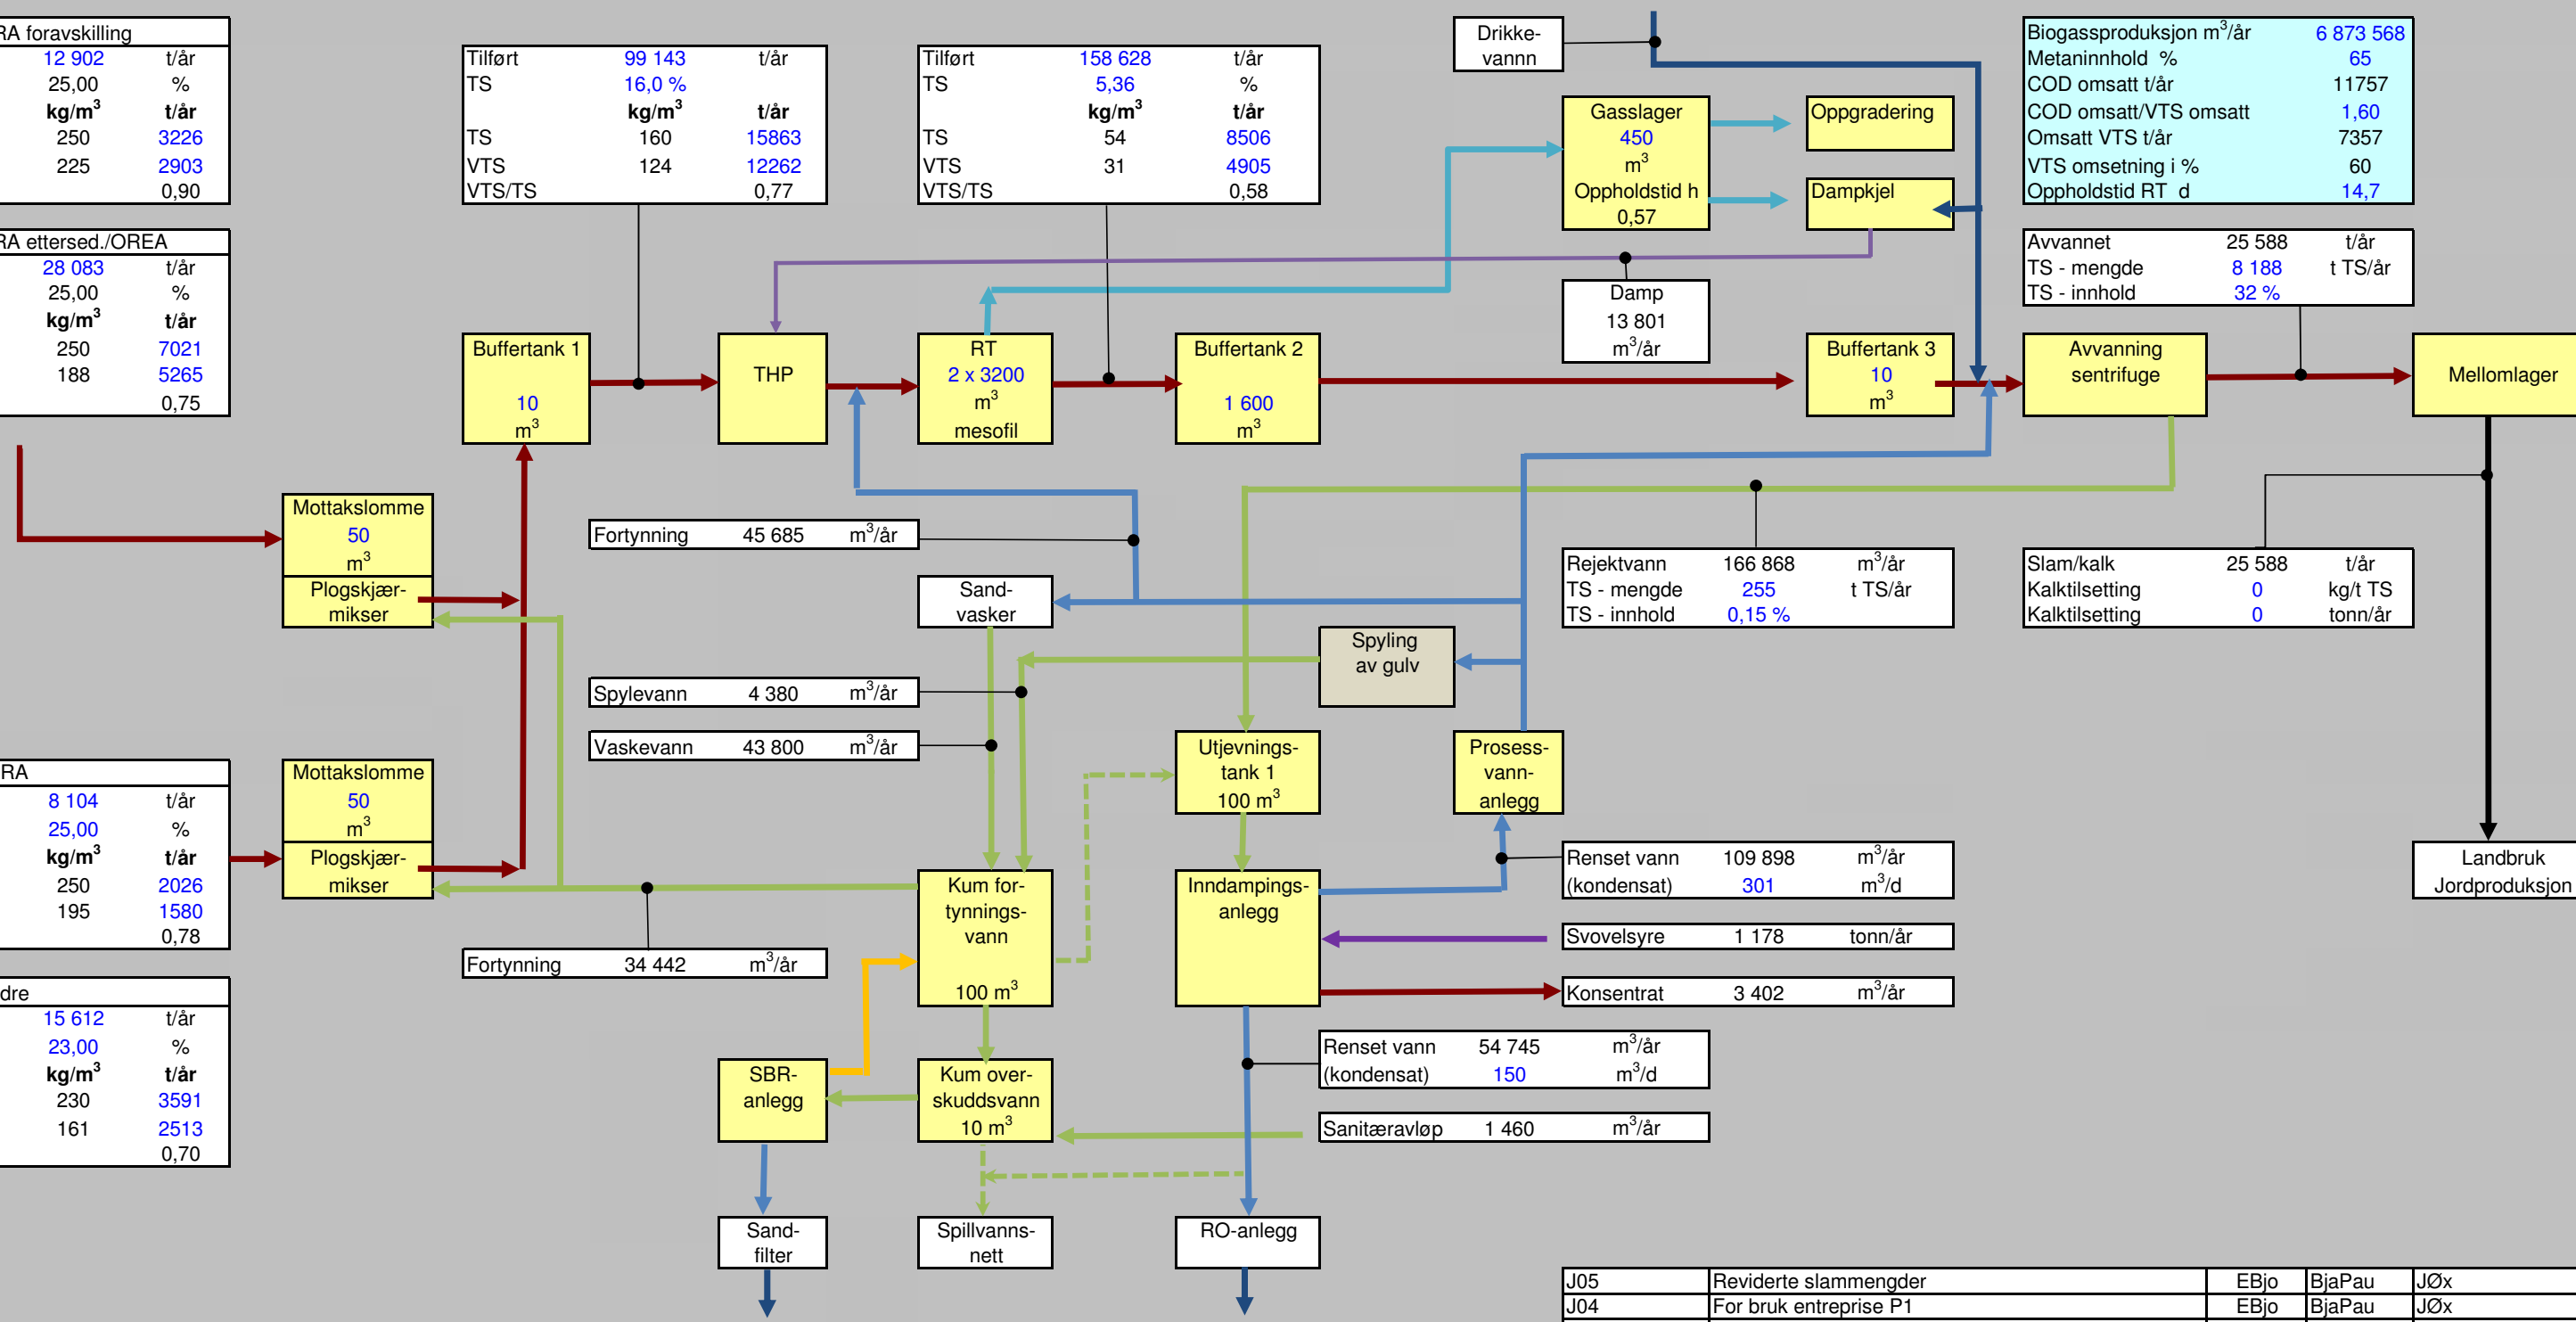 RA foravskilling
12 902 t/år
25,00 %
kg/m³ t/år
250 3226
225 2903
0,90
RA ettersed./OREA
28 083 t/år
25,00 %
kg/m³ t/år
250 7021
188 5265
0,75
RA
8 104 t/år
25,00 %
kg/m³ t/år
250 2026
195 1580
0,78
dre
15 612 t/år
23,00 %
kg/m³ t/år
230 3591
161 2513
0,70
Tilført 99 143 t/år
TS 16,0 %
kg/m³ t/år
TS 160 15863
VTS 124 12262
VTS/TS 0,77
Tilført 158 628 t/år
TS 5,36 %
kg/m³ t/år
TS 54 8506
VTS 31 4905
VTS/TS 0,58
Drikke-
vannn
Gasslager
450
m³
Oppholdstid h
0,57
Oppgradering
Dampkjel
Biogassproduksjon m³/år 6 873 568
Metaninnhold % 65
COD omsatt t/år 11757
COD omsatt/VTS omsatt 1,60
Omsatt VTS t/år 7357
VTS omsetning i % 60
Oppholdstid RT d 14,7
Avvannet 25 588 t/år
TS - mengde 8 188 t TS/år
TS - innhold 32 %
Damp
13 801
m³/år
Buffertank 1
10
m³
THP
RT
2 x 3200
m³
mesofil
Buffertank 2
1 600
m³
Buffertank 3
10
m³
Avvanning
sentrifuge
Mellomlager
Mottakslomme
50
m³
Plogskjær-
mikser
Fortynning 45 685 m³/år
Sand-
vasker
Rejektvann 166 868 m³/år
TS - mengde 255 t TS/år
TS - innhold 0,15 %
Slam/kalk 25 588 t/år
Kalktilsetting 0 kg/t TS
Kalktilsetting 0 tonn/år
Spyling
av gulv
Spylevann 4 380 m³/år
Vaskevann 43 800 m³/år
Mottakslomme
50
m³
Plogskjær-
mikser
Utjevnings-
tank 1
100 m³
Prosess-
vann-
anlegg
Renset vann 109 898 m³/år
(kondensat) 301 m³/d
Landbruk
Jordproduksjon
Kum for-
tynnings-
vann
100 m³
Inndampings-
anlegg
Svovelsyre 1 178 tonn/år
Fortynning 34 442 m³/år
Konsentrat 3 402 m³/år
Renset vann 54 745 m³/år
(kondensat) 150 m³/d
SBR-
anlegg
Kum over-
skuddsvann
10 m³
Sanitæravløp 1 460 m³/år
Sand-
filter
Spillvanns-
nett
RO-anlegg
J05 Reviderte slammengder EBjo BjaPau JØx
J04 For bruk entreprise P1 EBjo BjaPau JØx